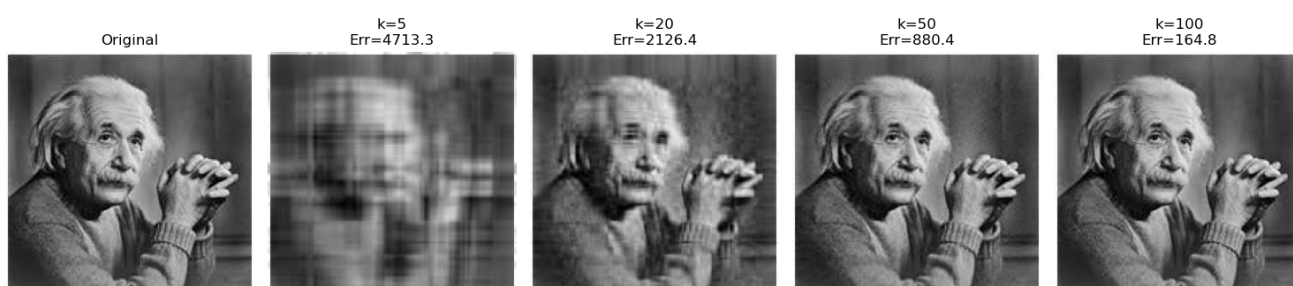 Original
k=5
Err=4713.3
k=20
Err=2126.4
k=50
Err=880.4
k=100
Err=164.8